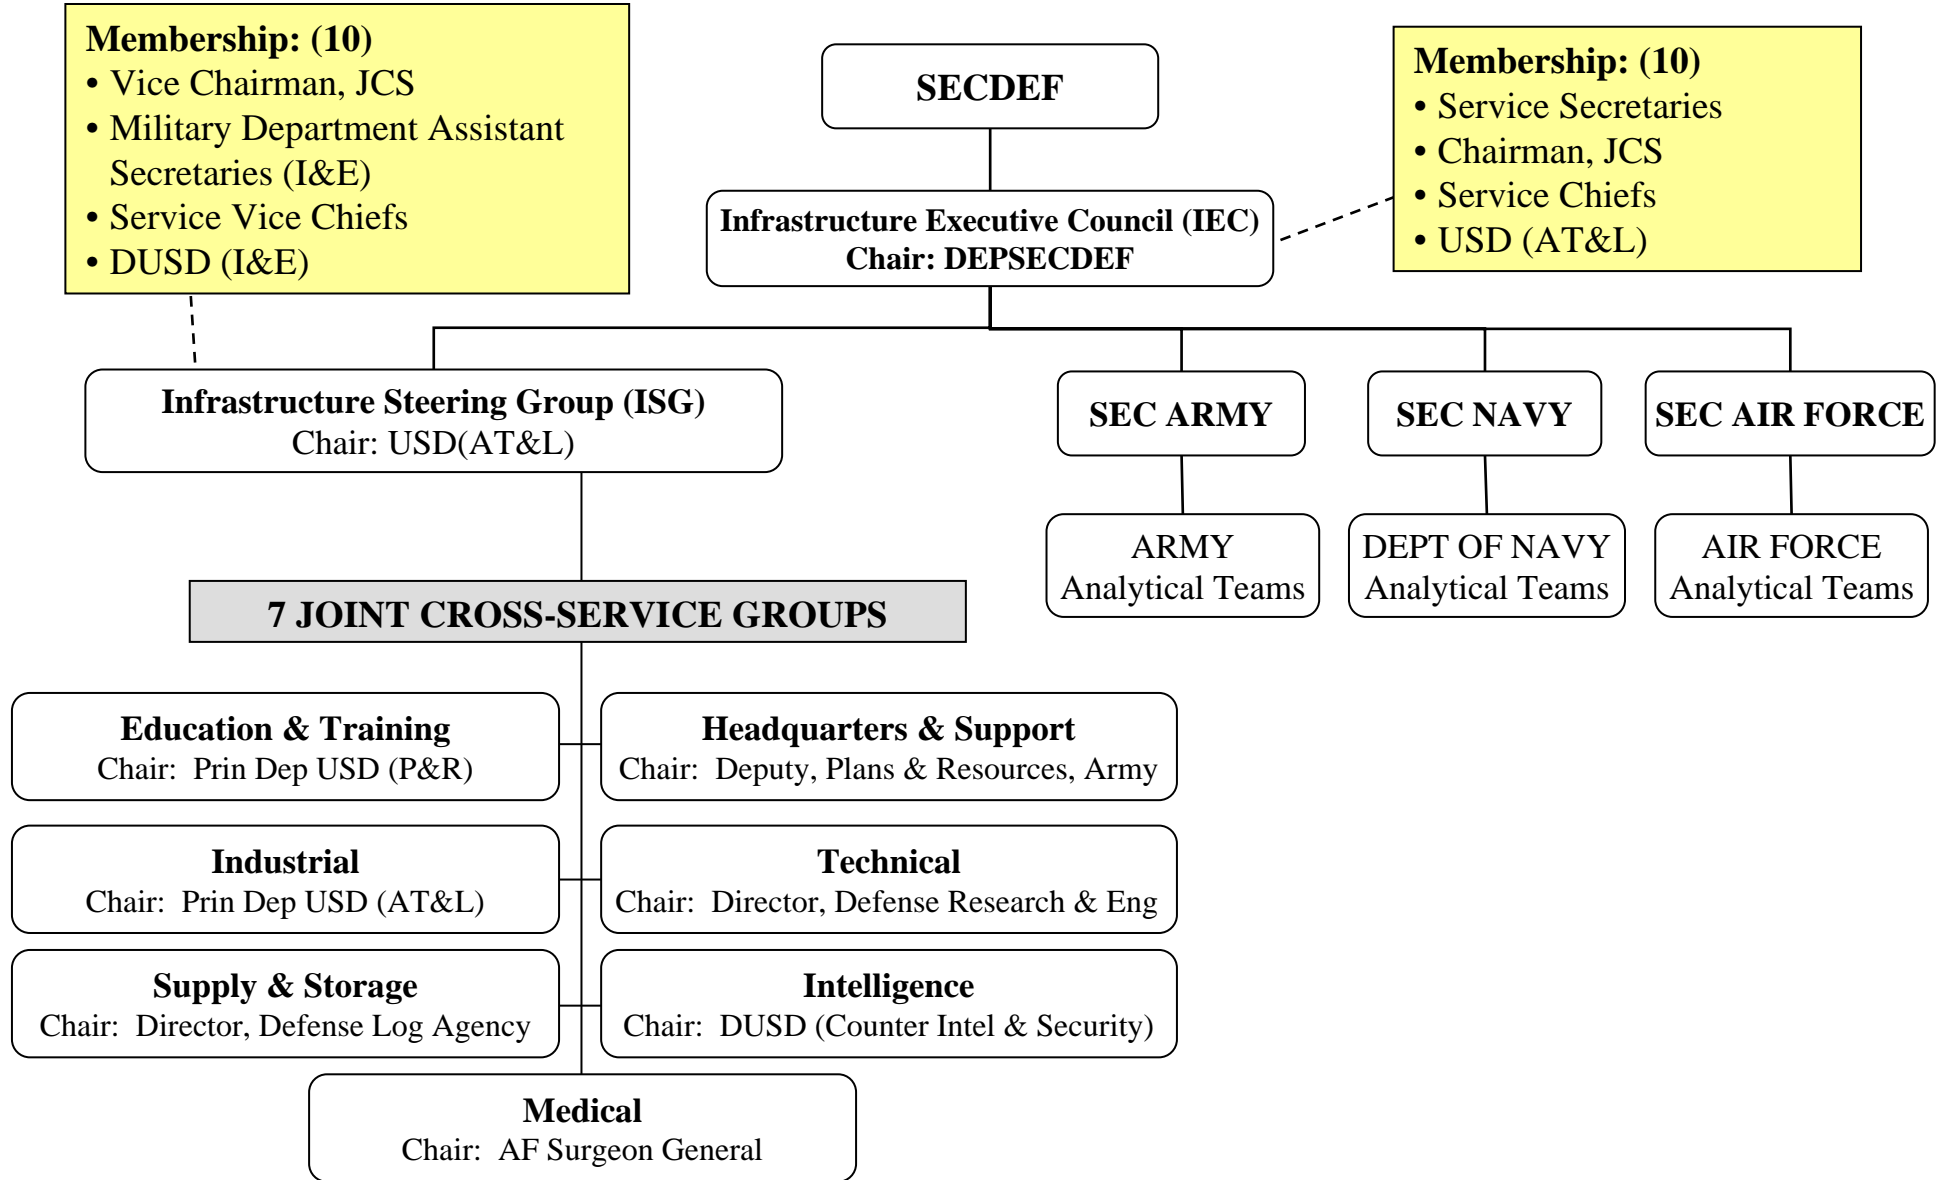 Membership: (10)
• Vice Chairman, JCS
• Military Department Assistant
Secretaries (I&E)
• Service Vice Chiefs
• DUSD (I&E)
SECDEF
Membership: (10)
• Service Secretaries
• Chairman, JCS
• Service Chiefs
• USD (AT&L)
Infrastructure Executive Council (IEC)
Chair: DEPSECDEF
Infrastructure Steering Group (ISG)
Chair: USD(AT&L)
SEC ARMY
SEC NAVY
SEC AIR FORCE
ARMY
Analytical Teams
DEPT OF NAVY
Analytical Teams
AIR FORCE
Analytical Teams
7 JOINT CROSS-SERVICE GROUPS
Education & Training
Chair: Prin Dep USD (P&R)
Headquarters & Support
Chair: Deputy, Plans & Resources, Army
Industrial
Chair: Prin Dep USD (AT&L)
Technical
Chair: Director, Defense Research & Eng
Supply & Storage
Chair: Director, Defense Log Agency
Intelligence
Chair: DUSD (Counter Intel & Security)
Medical
Chair: AF Surgeon General